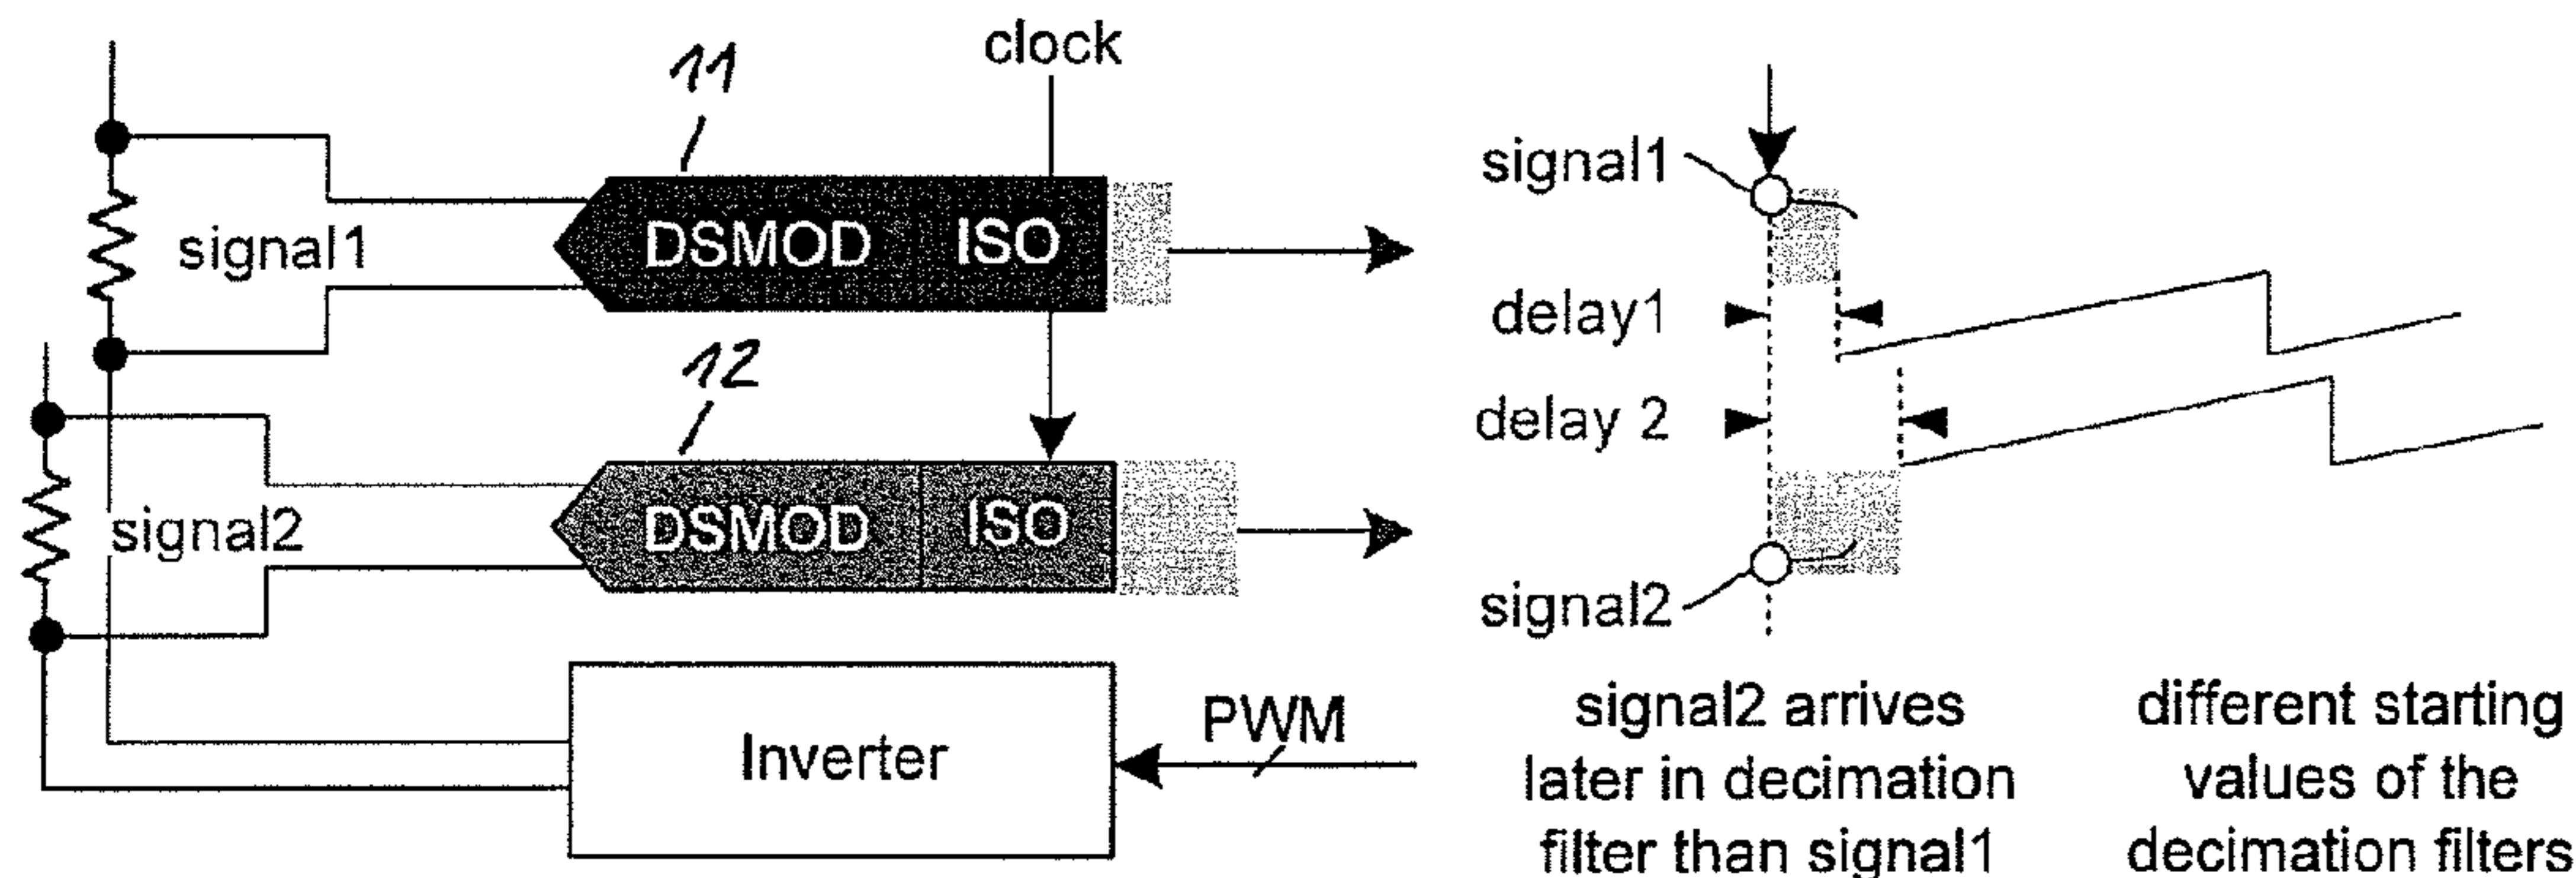 clock
11
signal1
DSMOD ISO
12
signal2
DSMOD ISO
Inverter
PWM
signal1
delay1
delay 2
signal2
signal2 arrives
later in decimation
filter than signal1
different starting
values of the
decimation filters